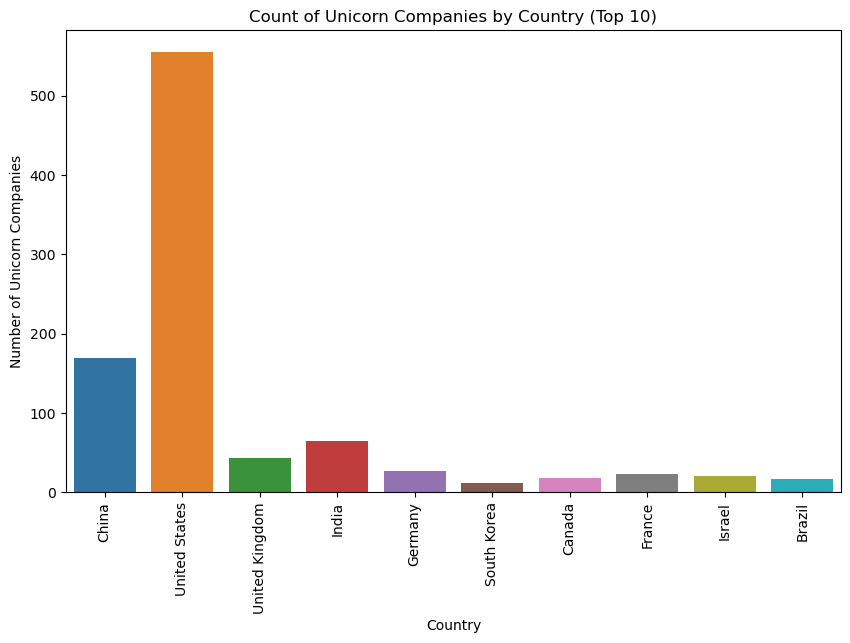 Count of Unicorn Companies by Country (Top 10)
Number of Unicorn Companies
500
400
300
200
100
0
China
United States
United Kingdom
India
Germany
South Korea
Canada
France
Israel
Brazil
Country